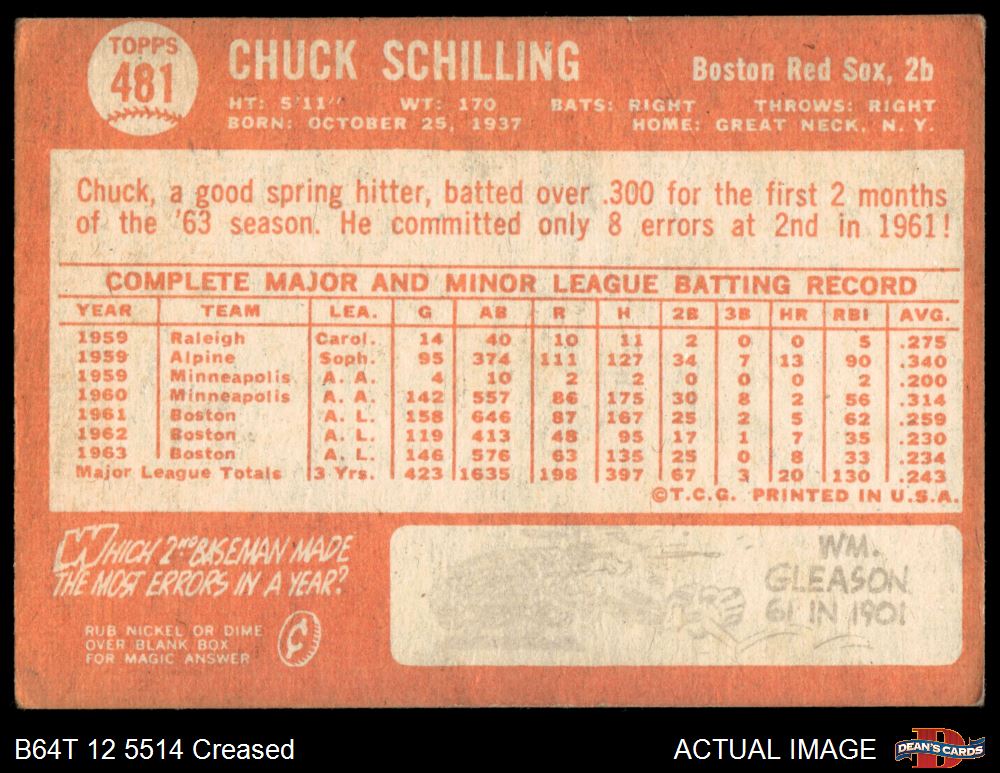 TOPPS
481
CHUCK SCHILLING
Boston Red Sox, 2b
HT: 5'11" WT: 170 BATS: RIGHT THROWS: RIGHT
BORN: OCTOBER 25, 1937 HOME: GREAT NECK, N. Y.
Chuck, a good spring hitter, batted over .300 for the first 2 months
of the '63 season. He committed only 8 errors at 2nd in 1961!
COMPLETE MAJOR AND MINOR LEAGUE BATTING RECORD
YEAR TEAM LEA. G AB R H 2B 3B HR RBI AVG.
1959 Raleigh Carol. 14 40 10 11 2 0 0 5 .275
1959 Alpine Soph. 95 374 111 127 34 7 13 90 .340
1959 Minneapolis A. A. 4 10 2 2 0 0 0 2 .200
1960 Minneapolis A. A. 142 557 86 175 30 8 2 56 .314
1961 Boston A. L. 158 646 87 167 25 2 5 62 .259
1962 Boston A. L. 119 413 48 95 17 1 7 35 .230
1963 Boston A. L. 146 576 63 135 25 0 8 33 .234
Major League Totals 3 Yrs. 423 1635 198 397 67 3 20 130 .243
©T.C.G. PRINTED IN U.S.A.
WHICH 2ND BASEMAN MADE
THE MOST ERRORS IN A YEAR?
RUB NICKEL OR DIME
OVER BLANK BOX
FOR MAGIC ANSWER
WM.
GLEASON
61 IN 1901
B64T 12 5514 Creased
ACTUAL IMAGE
D
DEAN'S CARDS